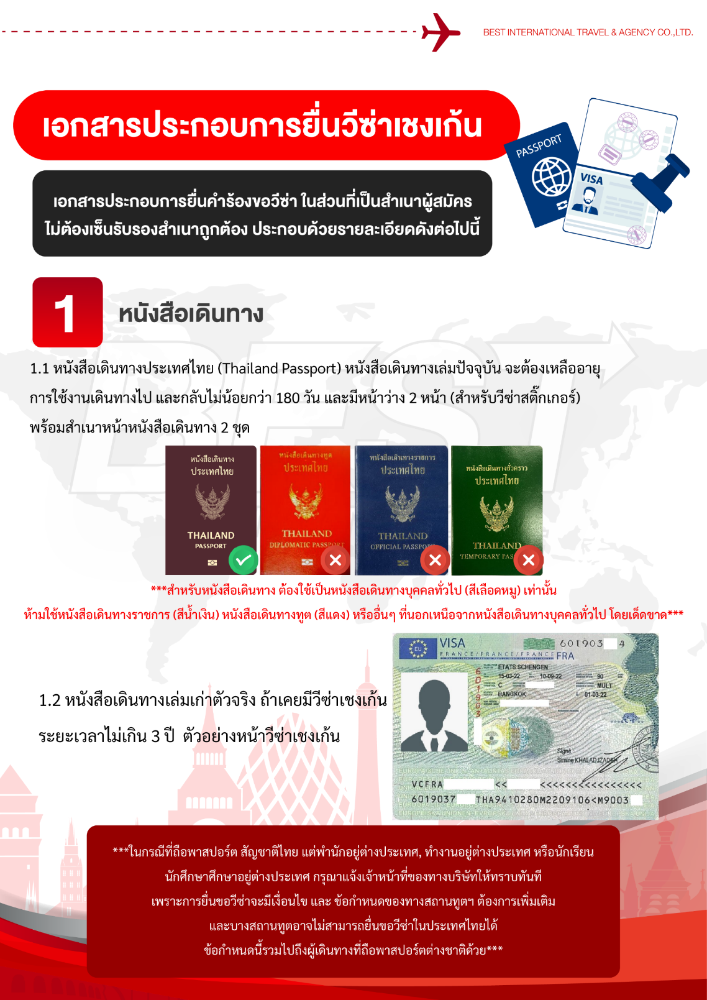 BEST INTERNATIONAL TRAVEL & AGENCY CO.,LTD.
เอกสารประกอบการยื่นวีซ่าเชงเก้น
PASSPORT
VISA
เอกสารประกอบการยื่นคำร้องขอวีซ่า ในส่วนที่เป็นสำเนาผู้สมัคร
ไม่ต้องเซ็นรับรองสำเนาถูกต้อง ประกอบด้วยรายละเอียดดังต่อไปนี้
1
หนังสือเดินทาง
BEST
1.1 หนังสือเดินทางประเทศไทย (Thailand Passport) หนังสือเดินทางเล่มปัจจุบัน จะต้องเหลืออายุ
การใช้งานเดินทางไป และกลับไม่น้อยกว่า 180 วัน และมีหน้าว่าง 2 หน้า (สำหรับวีซ่าสติ๊กเกอร์)
พร้อมสำเนาหน้าหนังสือเดินทาง 2 ชุด
หนังสือเดินทาง
ประเทศไทย
THAILAND
PASSPORT
หนังสือเดินทางทูต
ประเทศไทย
THAILAND
DIPLOMATIC PASSPORT
หนังสือเดินทางราชการ
ประเทศไทย
THAILAND
OFFICIAL PASSPO
หนังสือเดินทางชั่วคราว
ประเทศไทย
THAILAND
TEMPORARY PAS
***สำหรับหนังสือเดินทาง ต้องใช้เป็นหนังสือเดินทางบุคคลทั่วไป (สีเลือดหมู) เท่านั้น
ห้ามใช้หนังสือเดินทางราชการ (สีน้ำเงิน) หนังสือเดินทางทูต (สีแดง) หรืออื่นๆ ที่นอกเหนือจากหนังสือเดินทางบุคคลทั่วไป โดยเด็ดขาด***
1.2 หนังสือเดินทางเล่มเก่าตัวจริง ถ้าเคยมีวีซ่าเชงเก้น
ระยะเวลาไม่เกิน 3 ปี ตัวอย่างหน้าวีซ่าเชงเก้น
EU VISA 601903 4
FRANCE/FRANCE/FRANCE FRA
ETATS SCHENGEN
15-03-22 10-09-22 90
C MULT
BANGKOK 01-03-22
601903
Signé
Simine KHALADJZADEH
VCFRA << <<<<<<<<<<<<<<<<
6019037 THA9410280M2209106<M9003
***ในกรณีที่ถือพาสปอร์ต สัญชาติไทย แต่พำนักอยู่ต่างประเทศ, ทำงานอยู่ต่างประเทศ หรือนักเรียน
นักศึกษาศึกษาอยู่ต่างประเทศ กรุณาแจ้งเจ้าหน้าที่ของทางบริษัทให้ทราบทันที
เพราะการยื่นขอวีซ่าจะมีเงื่อนไข และ ข้อกำหนดของทางสถานทูตฯ ต้องการเพิ่มเติม
และบางสถานทูตอาจไม่สามารถยื่นขอวีซ่าในประเทศไทยได้
ข้อกำหนดนี้รวมไปถึงผู้เดินทางที่ถือพาสปอร์ตต่างชาติด้วย***